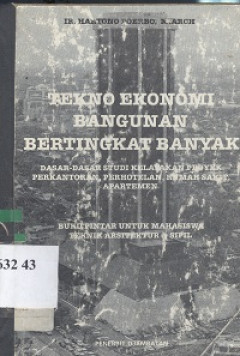 IR. HARTONO POERBO, M.ARCH
TEKNO EKONOMI
BANGUNAN
BERTINGKAT BANYAK
DASAR-DASAR STUDI KELAYAKAN PROYEK
PERKANTORAN, PERHOTELAN, RUMAH SAKIT,
APARTEMEN
BUKU PINTAR UNTUK MAHASISWA
TEKNIK ARSITEKTUR & SIPIL
632 43
PENERBIT DJAMBATAN